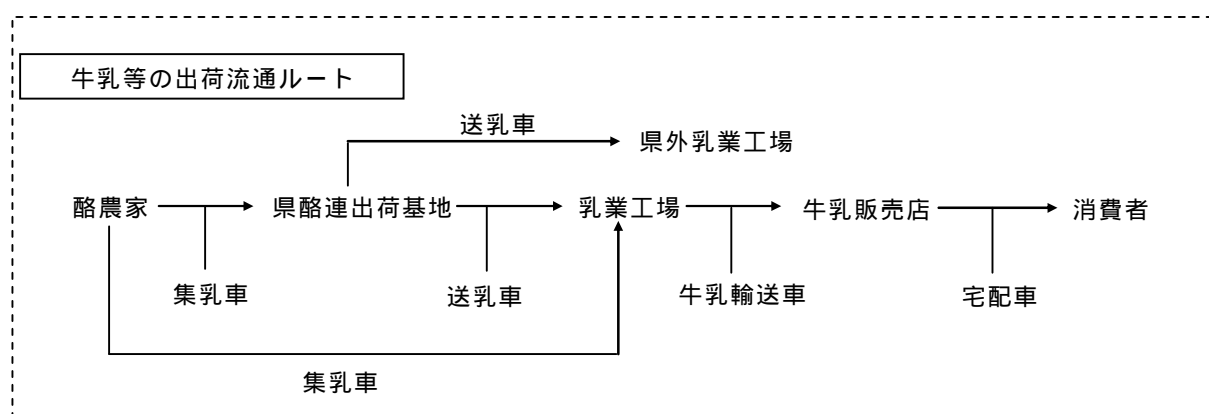 牛乳等の出荷流通ルート
送乳車
県外乳業工場
酪農家
県酪連出荷基地
乳業工場
牛乳販売店
消費者
集乳車
送乳車
牛乳輸送車
宅配車
集乳車